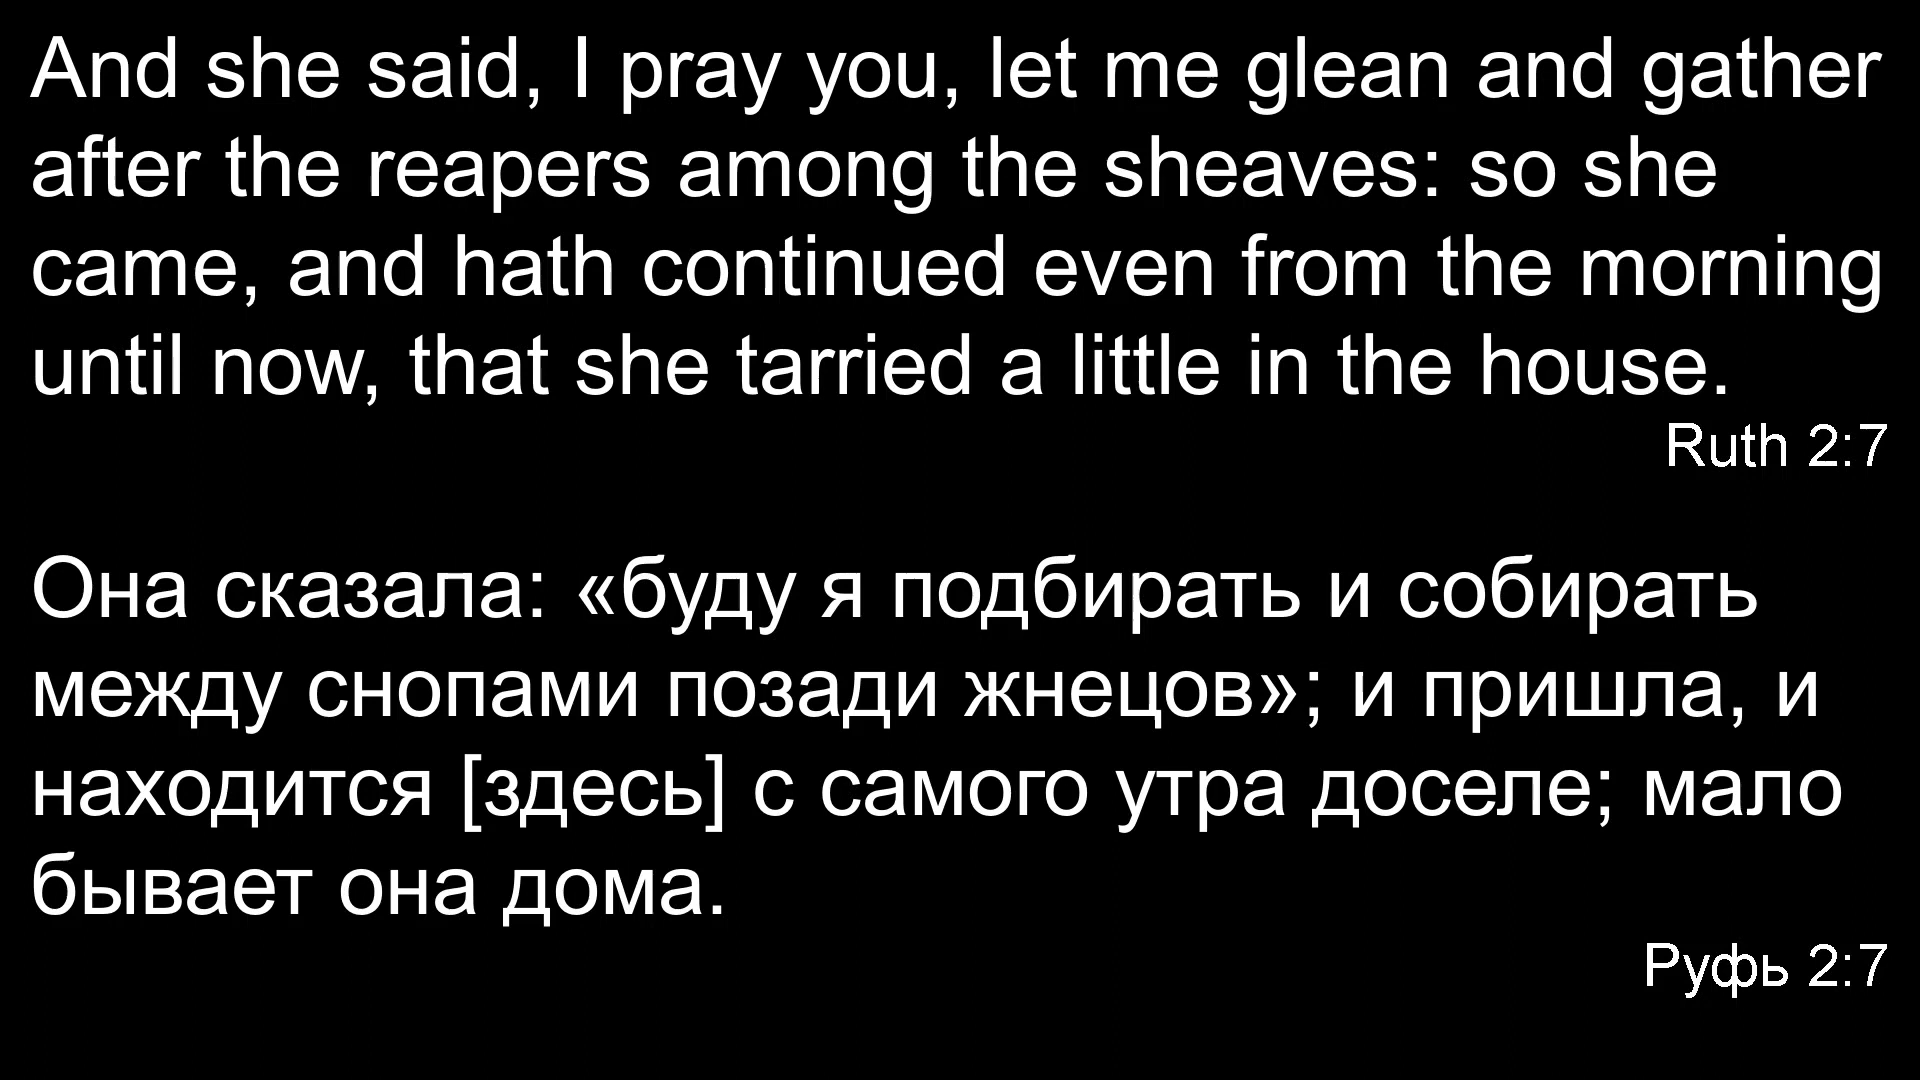 And she said, I pray you, let me glean and gather
after the reapers among the sheaves: so she
came, and hath continued even from the morning
until now, that she tarried a little in the house.
Ruth 2:7
Она сказала: «буду я подбирать и собирать
между снопами позади жнецов»; и пришла, и
находится [здесь] с самого утра доселе; мало
бывает она дома.
Руфь 2:7